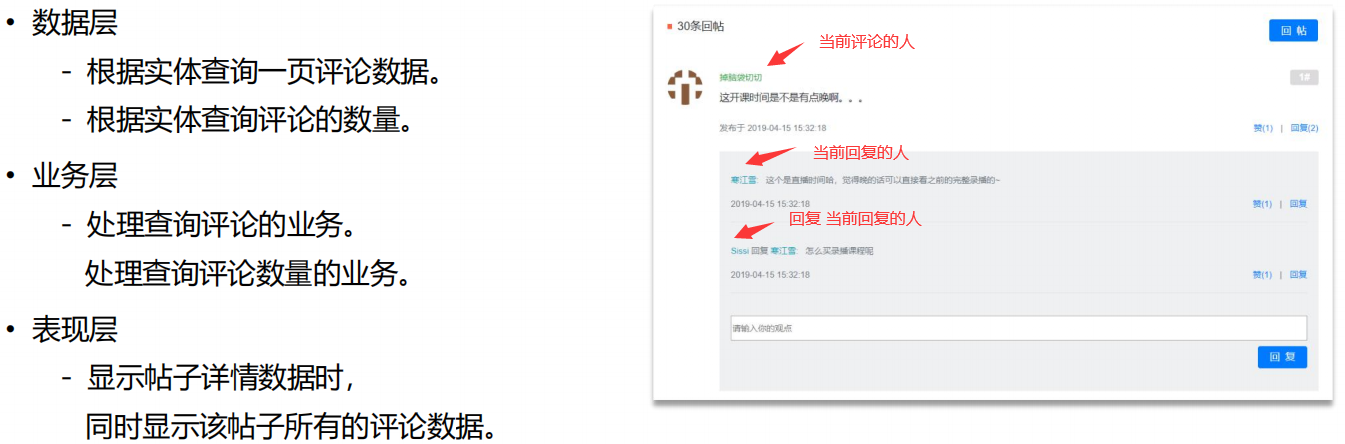 • 数据层
- 根据实体查询一页评论数据。
- 根据实体查询评论的数量。
• 业务层
- 处理查询评论的业务。
处理查询评论数量的业务。
• 表现层
- 显示帖子详情数据时，
同时显示该帖子所有的评论数据。
30条回帖
回 帖
当前评论的人
掉脑袋切切
1#
这开课时间是不是有点晚啊。。。
发布于 2019-04-15 15:32:18
赞(1) | 回复(2)
当前回复的人
寒江雪: 这个是直播时间哈，觉得晚的话可以直接看之前的完整录播的~
2019-04-15 15:32:18
赞(1) | 回复
回复 当前回复的人
Sissi 回复 寒江雪: 怎么买录播课程呢
2019-04-15 15:32:18
赞(1) | 回复
请输入你的观点
回 复